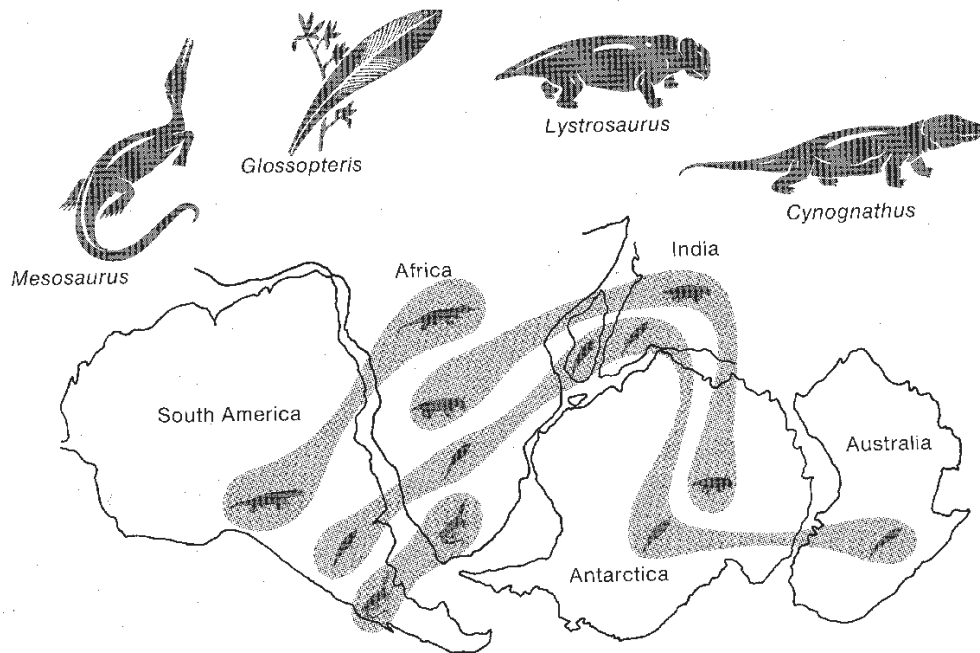 Lystrosaurus
Glossopteris
Cynognathus
Mesosaurus
Africa
India
South America
Australia
Antarctica